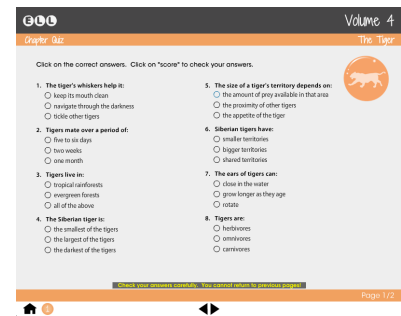 ELL
Volume 4
Chapter Quiz
The Tiger
Click on the correct answers. Click on "score" to check your answers.
1. The tiger's whiskers help it:
keep its mouth clean
navigate through the darkness
tickle other tigers
2. Tigers mate over a period of:
five to six days
two weeks
one month
3. Tigers live in:
tropical rainforests
evergreen forests
all of the above
4. The Siberian tiger is:
the smallest of the tigers
the largest of the tigers
the darkest of the tigers
5. The size of a tiger's territory depends on:
the amount of prey available in that area
the proximity of other tigers
the appetite of the tiger
6. Siberian tigers have:
smaller territories
bigger territories
shared territories
7. The ears of tigers can:
close in the water
grow longer as they age
rotate
8. Tigers are:
herbivores
omnivores
carnivores
Check your answers carefully. You cannot return to previous pages!
Page 1/2